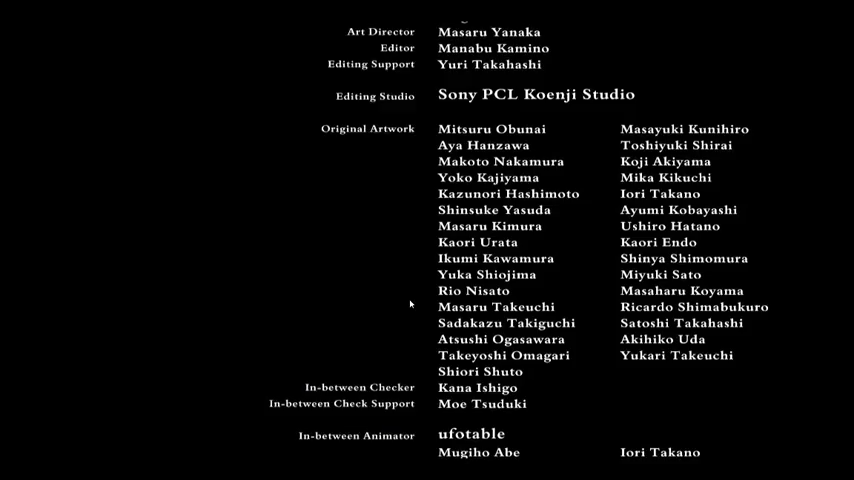 Art Director Masaru Yanaka
Editor Manabu Kamino
Editing Support Yuri Takahashi
Editing Studio Sony PCL Koenji Studio
Original Artwork Mitsuru Obunai Masayuki Kunihiro
Aya Hanzawa Toshiyuki Shirai
Makoto Nakamura Koji Akiyama
Yoko Kajiyama Mika Kikuchi
Kazunori Hashimoto Iori Takano
Shinsuke Yasuda Ayumi Kobayashi
Masaru Kimura Ushiro Hatano
Kaori Urata Kaori Endo
Ikumi Kawamura Shinya Shimomura
Yuka Shiojima Miyuki Sato
Rio Nisato Masaharu Koyama
Masaru Takeuchi Ricardo Shimabukuro
Sadakazu Takiguchi Satoshi Takahashi
Atsushi Ogasawara Akihiko Uda
Takeyoshi Omagari Yukari Takeuchi
Shiori Shuto
In-between Checker Kana Ishigo
In-between Check Support Moe Tsuduki
In-between Animator ufotable
Mugiho Abe Iori Takano